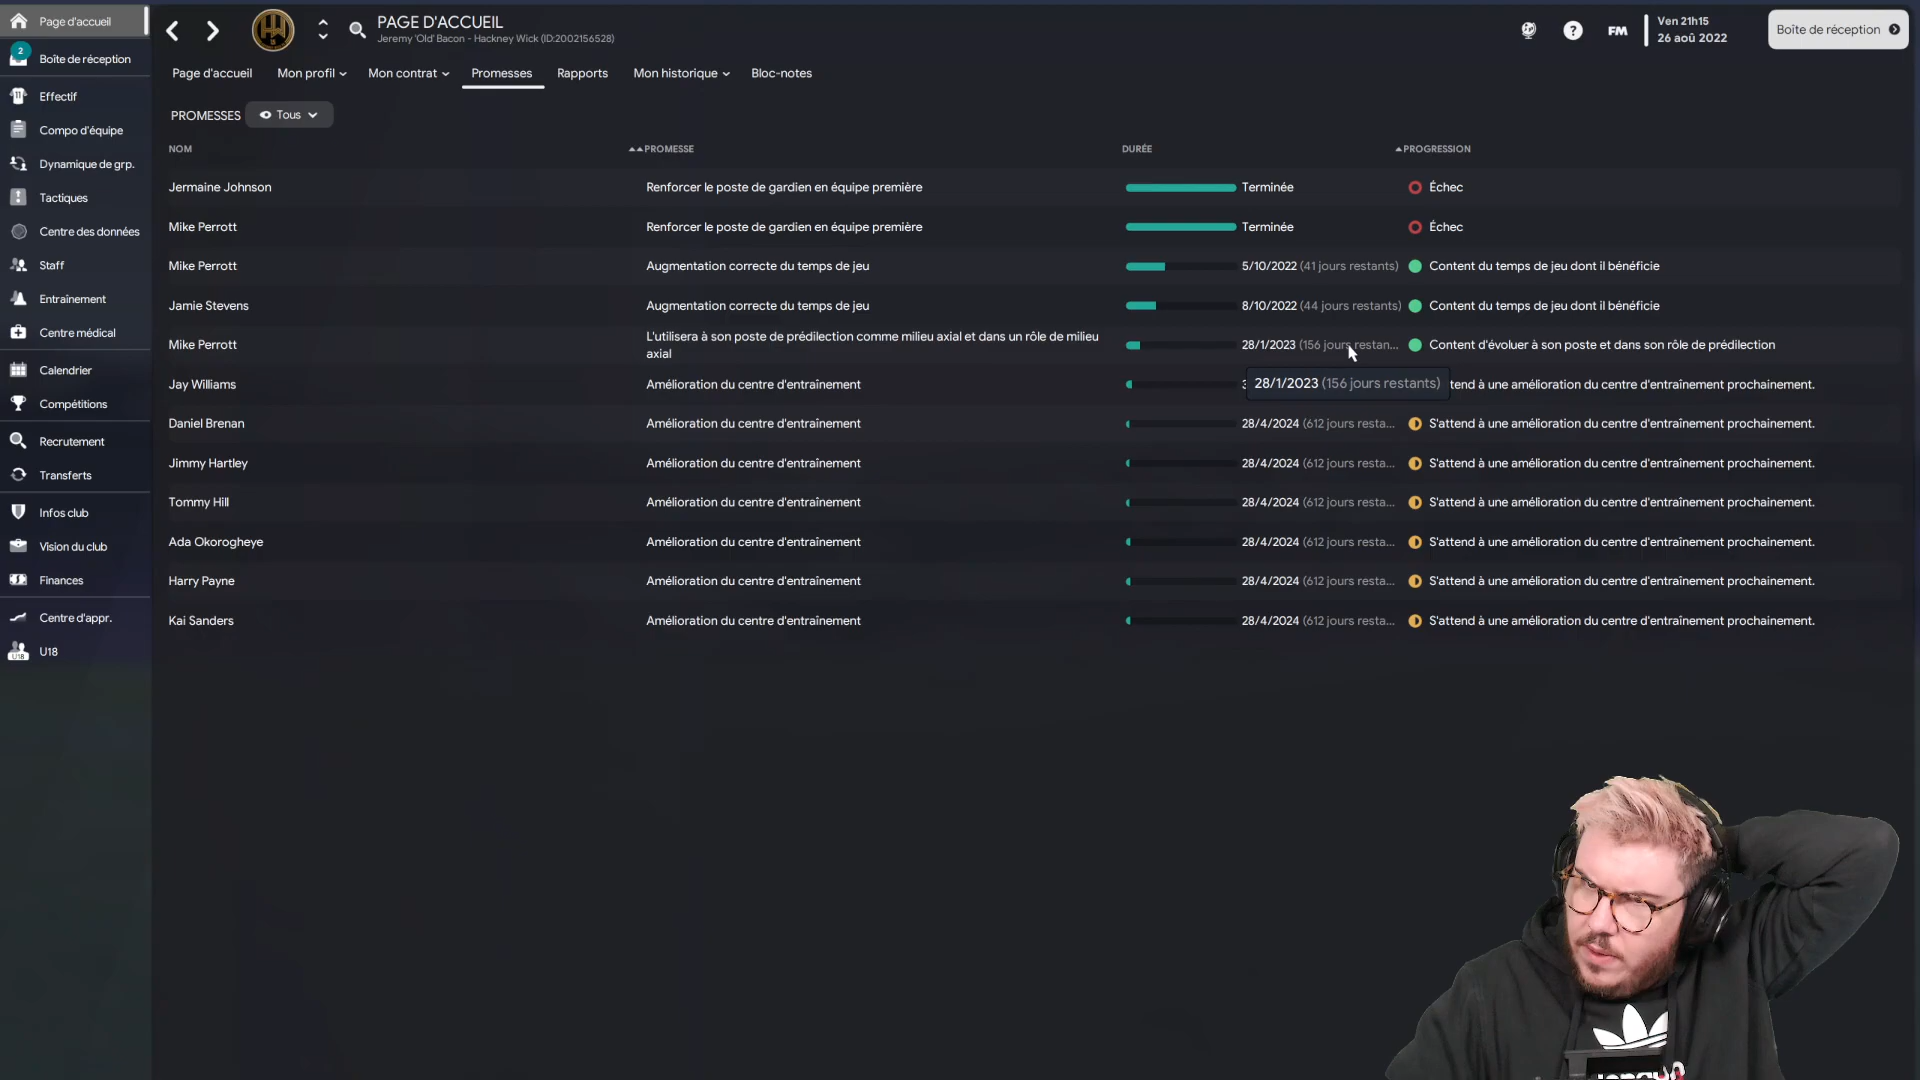 Page d'accueil
2
Boîte de réception
Effectif
Compo d'équipe
Dynamique de grp.
Tactiques
Centre des données
Staff
Entraînement
Centre médical
Calendrier
Compétitions
Recrutement
Transferts
Infos club
Vision du club
Finances
Centre d'appr.
U18
PAGE D'ACCUEIL
Jeremy 'Old' Bacon - Hackney Wick (ID:2002156528)
FM
Ven 21h15
26 aoû 2022
Boîte de réception
Page d'accueil Mon profil Mon contrat Promesses Rapports Mon historique Bloc-notes
PROMESSES Tous
NOM PROMESSE DURÉE PROGRESSION
Jermaine Johnson Renforcer le poste de gardien en équipe première Terminée Échec
Mike Perrott Renforcer le poste de gardien en équipe première Terminée Échec
Mike Perrott Augmentation correcte du temps de jeu 5/10/2022 (41 jours restants) Content du temps de jeu dont il bénéficie
Jamie Stevens Augmentation correcte du temps de jeu 8/10/2022 (44 jours restants) Content du temps de jeu dont il bénéficie
Mike Perrott L'utilisera à son poste de prédilection comme milieu axial et dans un rôle de milieu axial 28/1/2023 (156 jours restan... Content d'évoluer à son poste et dans son rôle de prédilection
Jay Williams Amélioration du centre d'entraînement 28/1/2023 (156 jours restants) tend à une amélioration du centre d'entraînement prochainement.
Daniel Brenan Amélioration du centre d'entraînement 28/4/2024 (612 jours resta... S'attend à une amélioration du centre d'entraînement prochainement.
Jimmy Hartley Amélioration du centre d'entraînement 28/4/2024 (612 jours resta... S'attend à une amélioration du centre d'entraînement prochainement.
Tommy Hill Amélioration du centre d'entraînement 28/4/2024 (612 jours resta... S'attend à une amélioration du centre d'entraînement prochainement.
Ada Okorogheye Amélioration du centre d'entraînement 28/4/2024 (612 jours resta... S'attend à une amélioration du centre d'entraînement prochainement.
Harry Payne Amélioration du centre d'entraînement 28/4/2024 (612 jours resta... S'attend à une amélioration du centre d'entraînement prochainement.
Kai Sanders Amélioration du centre d'entraînement 28/4/2024 (612 jours resta... S'attend à une amélioration du centre d'entraînement prochainement.